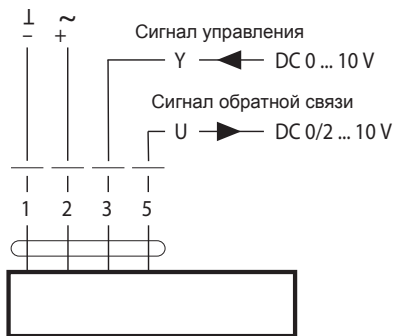 ⊥ ~
− +
Сигнал управления
Y DC 0 ... 10 V
Сигнал обратной связи
U DC 0/2 ... 10 V
1 2 3 5